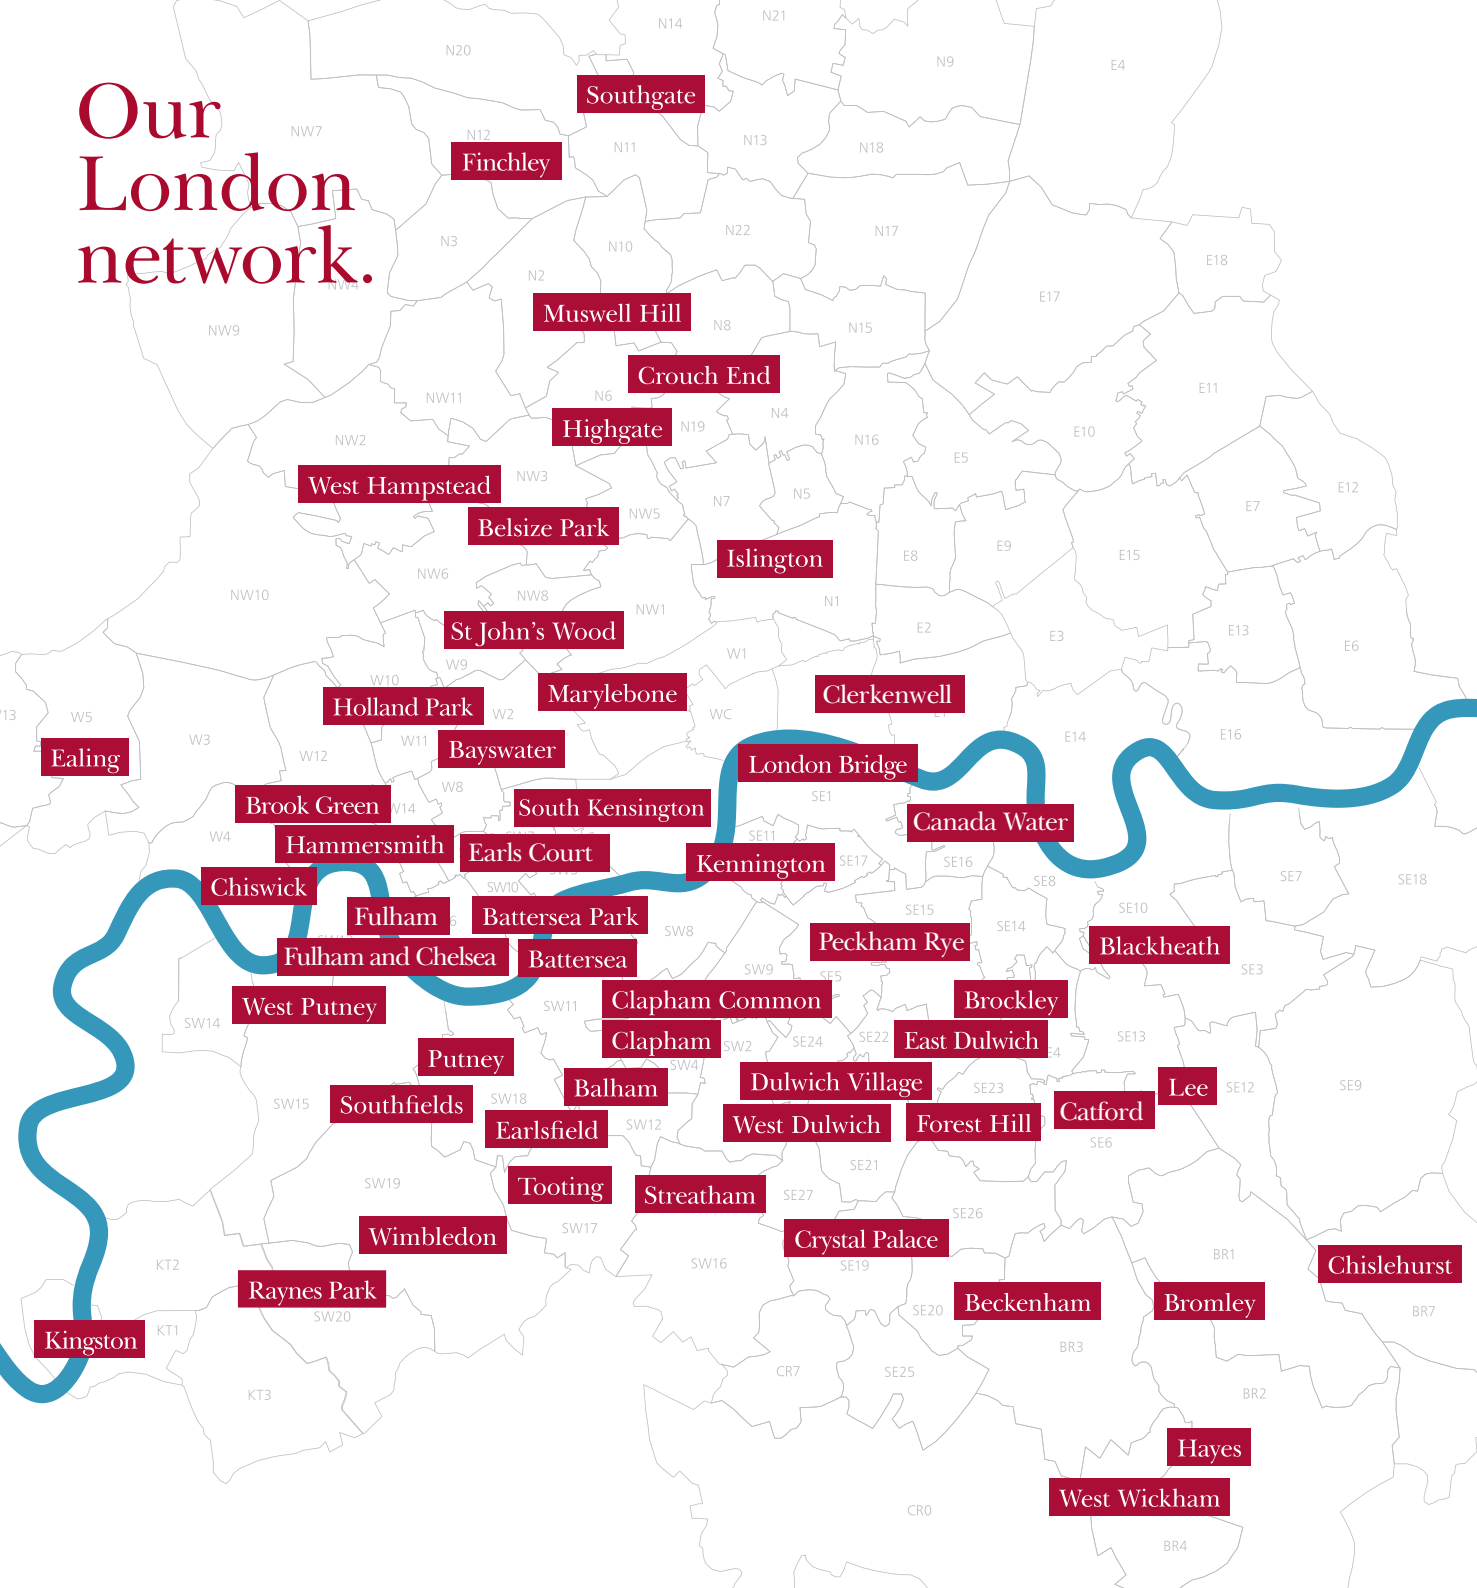 N14
N21
N20
N9
E4
Our
London
network.
Southgate
NW7
N12
N11
N13
N18
Finchley
N3
N10
N22
N17
N2
E18
NW4
E17
NW9
Muswell Hill
N8
N15
Crouch End
E11
NW11
N6
N4
Highgate
N19
NW2
N16
E10
E5
West Hampstead
NW3
N7
N5
E7
E12
NW5
Belsize Park
Islington
E8
E9
E15
NW6
NW10
NW8
NW1
N1
St John’s Wood
E2
E3
E13
E6
W1
W9
W10
Marylebone
Clerkenwell
Holland Park
W2
WC
W5
E1
W3
W11
E14
E16
Bayswater
Ealing
W12
London Bridge
W8
SE1
Brook Green
W14
South Kensington
Canada Water
W4
Hammersmith
Earls Court
SE11
Kennington
SE17
SE16
SE8
SE7
SE18
Chiswick
SW10
Fulham
Battersea Park
SE15
SE14
SE10
SW8
Peckham Rye
Blackheath
Fulham and Chelsea
Battersea
SW9
SE5
SE3
West Putney
SW11
Clapham Common
Brockley
SW14
Clapham
SW2
SE24
SE22
East Dulwich
SE13
Putney
SW4
Balham
Dulwich Village
SE23
Lee
SE12
SE9
SW15
Southfields
SW18
Earlsfield
SW12
West Dulwich
Forest Hill
Catford
SE6
SE21
SW19
Tooting
Streatham
SE27
SE26
Wimbledon
SW17
Crystal Palace
BR1
KT2
SW16
SE19
Chislehurst
Raynes Park
SW20
SE20
Beckenham
Bromley
BR7
Kingston
KT1
BR3
CR7
SE25
KT3
BR2
Hayes
West Wickham
CR0
BR4